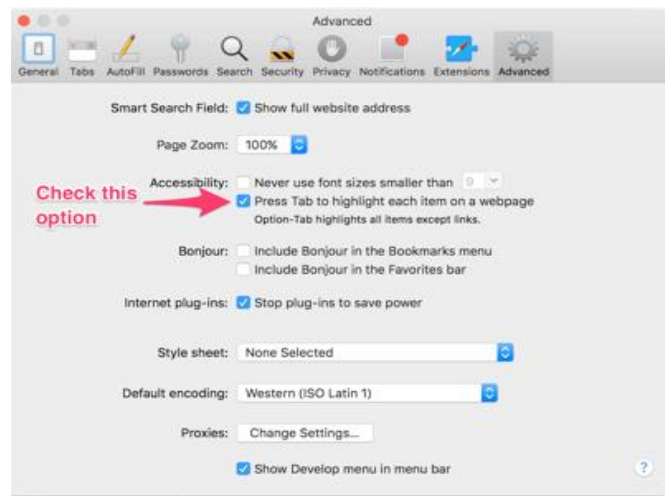 Advanced
General Tabs AutoFill Passwords Search Security Privacy Notifications Extensions Advanced
Smart Search Field: Show full website address
Page Zoom: 100%
Accessibility: Never use font sizes smaller than 9
Check this option
Press Tab to highlight each item on a webpage
Option-Tab highlights all items except links.
Bonjour: Include Bonjour in the Bookmarks menu
Include Bonjour in the Favorites bar
Internet plug-ins: Stop plug-ins to save power
Style sheet: None Selected
Default encoding: Western (ISO Latin 1)
Proxies: Change Settings...
Show Develop menu in menu bar
?